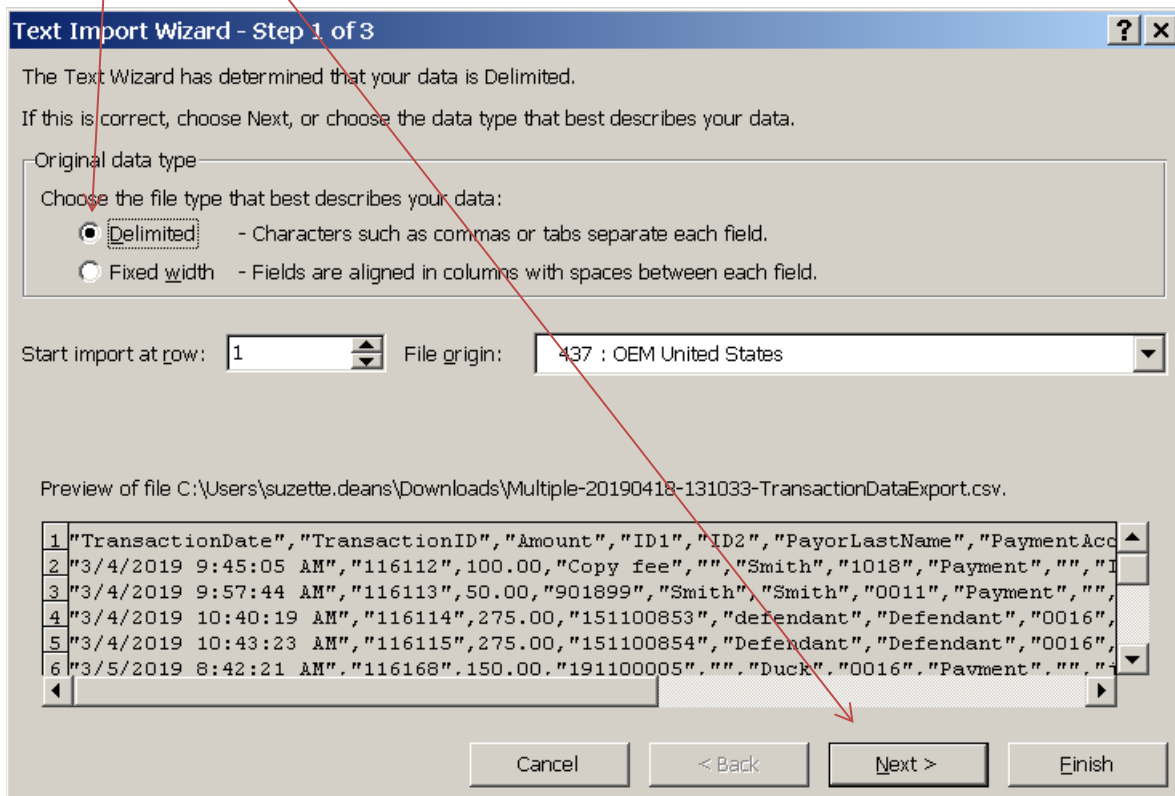 Text Import Wizard - Step 1 of 3
The Text Wizard has determined that your data is Delimited.
If this is correct, choose Next, or choose the data type that best describes your data.
Original data type
Choose the file type that best describes your data:
Delimited - Characters such as commas or tabs separate each field.
Fixed width - Fields are aligned in columns with spaces between each field.
Start import at row: 1 File origin: 437 : OEM United States
Preview of file C:\Users\suzette.deans\Downloads\Multiple-20190418-131033-TransactionDataExport.csv.
1 "TransactionDate","TransactionID","Amount","ID1","ID2","PayorLastName","PaymentAcc
2 "3/4/2019 9:45:05 AM","116112",100.00,"Copy fee","","Smith","1018","Payment","","I
3 "3/4/2019 9:57:44 AM","116113",50.00,"901899","Smith","Smith","0011","Payment","",
4 "3/4/2019 10:40:19 AM","116114",275.00,"151100853","defendant","Defendant","0016",
5 "3/4/2019 10:43:23 AM","116115",275.00,"151100854","Defendant","Defendant","0016",
6 "3/5/2019 8:42:21 AM","116168",150.00,"191100005","","Duck","0016","Payment","","
Cancel < Back Next > Finish